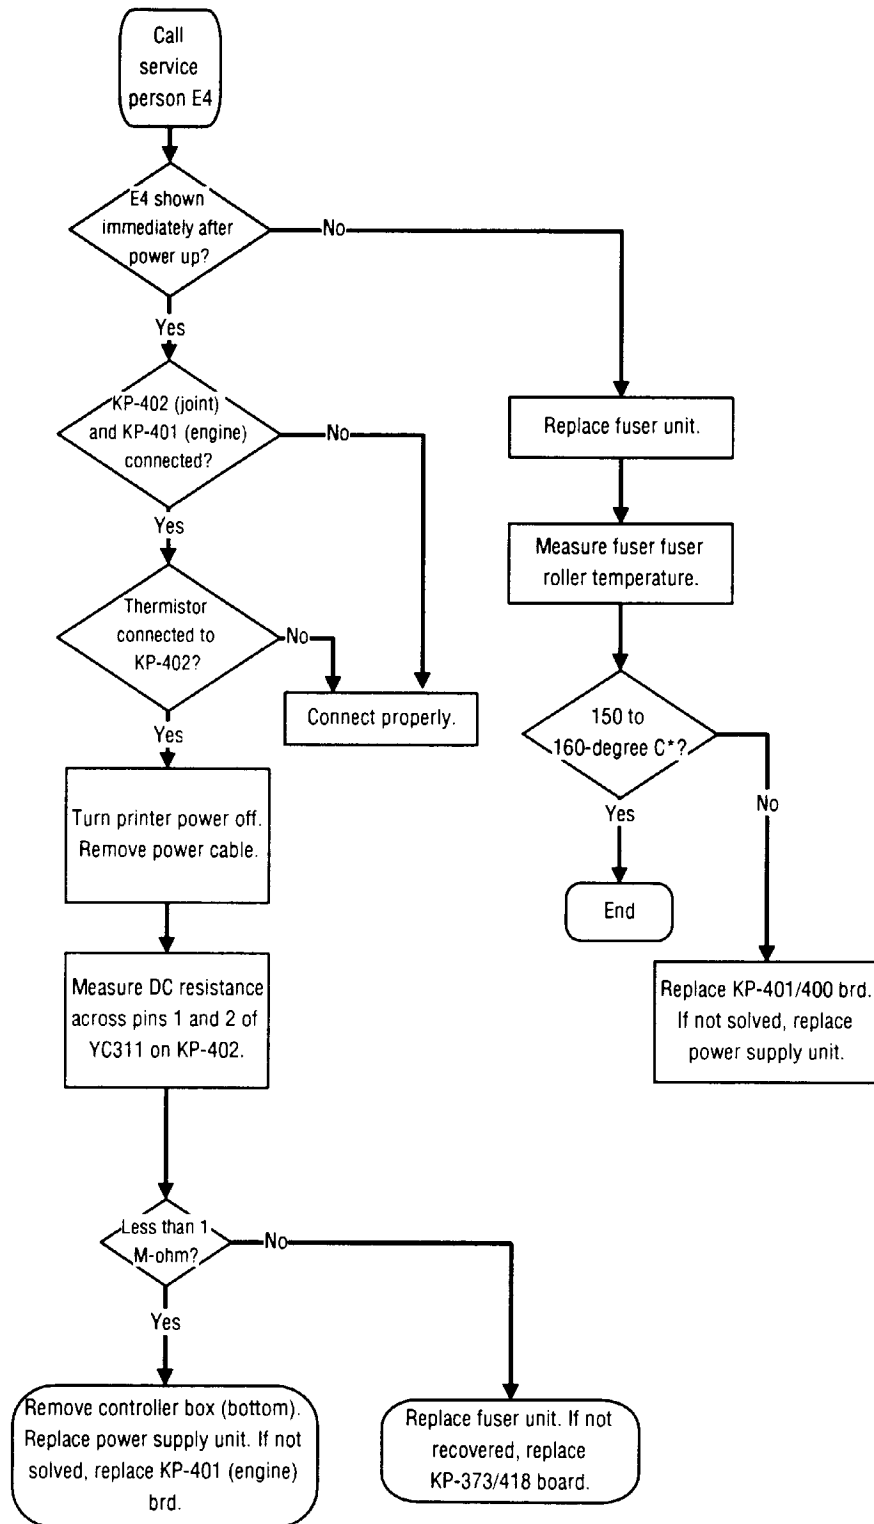 Call
service
person E4
E4 shown
immediately after
power up?
No
Yes
KP-402 (joint)
and KP-401 (engine)
connected?
No
Yes
Thermistor
connected to
KP-402?
No
Connect properly.
Yes
Turn printer power off.
Remove power cable.
Measure DC resistance
across pins 1 and 2 of
YC311 on KP-402.
Less than 1
M-ohm?
No
Yes
Remove controller box (bottom).
Replace power supply unit. If not
solved, replace KP-401 (engine)
brd.
Replace fuser unit. If not
recovered, replace
KP-373/418 board.
Replace fuser unit.
Measure fuser fuser
roller temperature.
150 to
160-degree C*?
No
Yes
End
Replace KP-401/400 brd.
If not solved, replace
power supply unit.